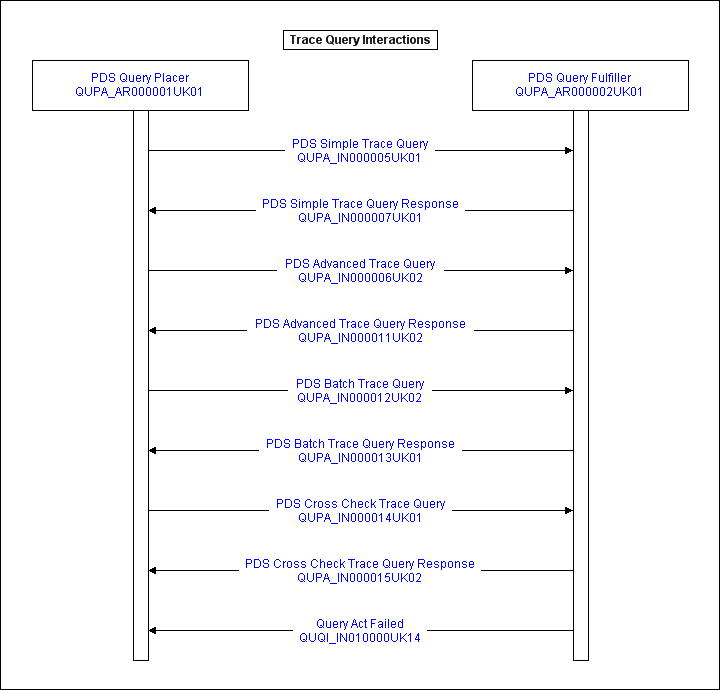 Trace Query Interactions
PDS Query Placer
QUPA_AR000001UK01
PDS Query Fulfiller
QUPA_AR000002UK01
PDS Simple Trace Query
QUPA_IN000005UK01
PDS Simple Trace Query Response
QUPA_IN000007UK01
PDS Advanced Trace Query
QUPA_IN000006UK02
PDS Advanced Trace Query Response
QUPA_IN000011UK02
PDS Batch Trace Query
QUPA_IN000012UK02
PDS Batch Trace Query Response
QUPA_IN000013UK01
PDS Cross Check Trace Query
QUPA_IN000014UK01
PDS Cross Check Trace Query Response
QUPA_IN000015UK02
Query Act Failed
QUQI_IN010000UK14